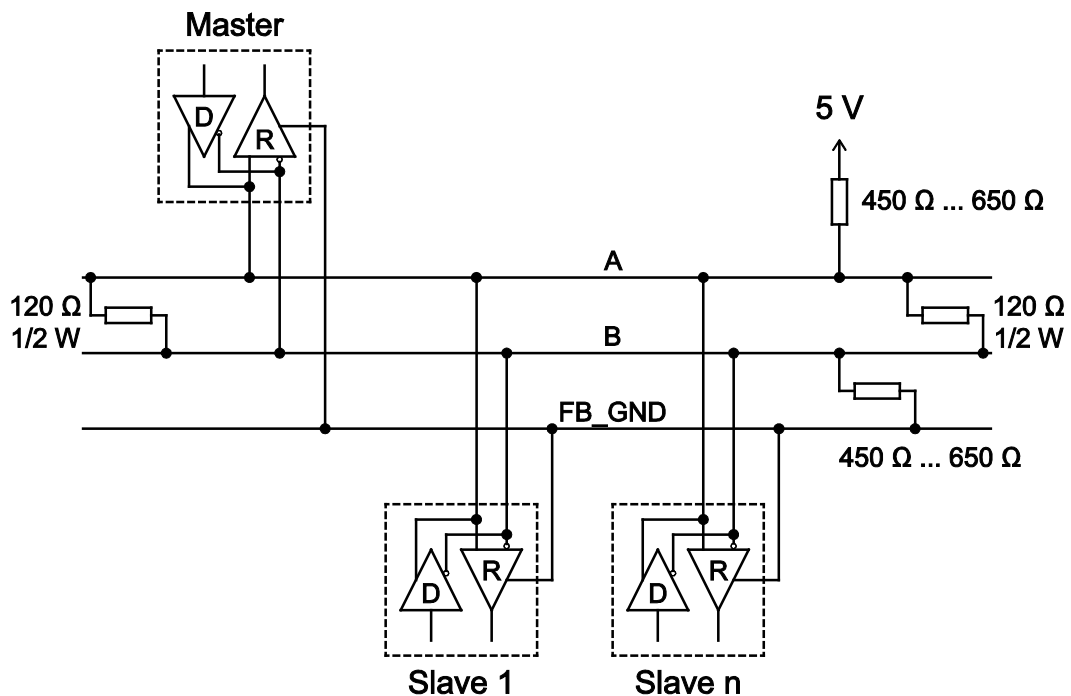 Master
D
R
5 V
450 Ω ... 650 Ω
A
120 Ω
1/2 W
120 Ω
1/2 W
B
FB_GND
450 Ω ... 650 Ω
D
R
D
R
Slave 1
Slave n